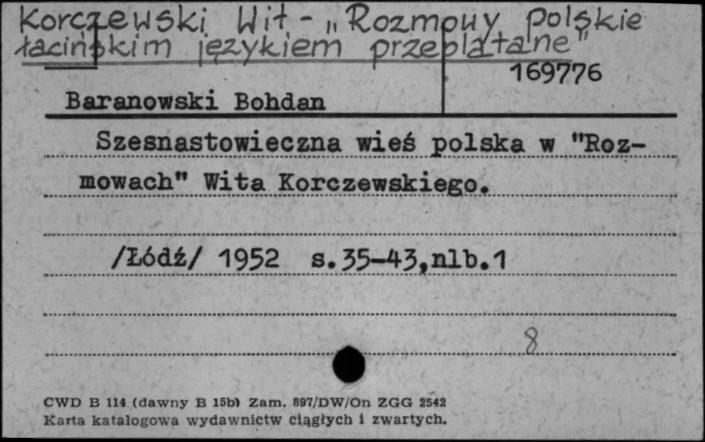 Korczewski Wit - „Rozmowy Polskie
łacińskim językiem przeplatane"
169776
Baranowski Bohdan
Szesnastowieczna wieś polska w "Roz-
mowach" Wita Korczewskiego.
/Łódź/ 1952 s.35-43,nlb.1
8
CWD B 114 (dawny B 15b) Zam. 897/DW/On ZGG 2542
Karta katalogowa wydawnictw ciągłych i zwartych.